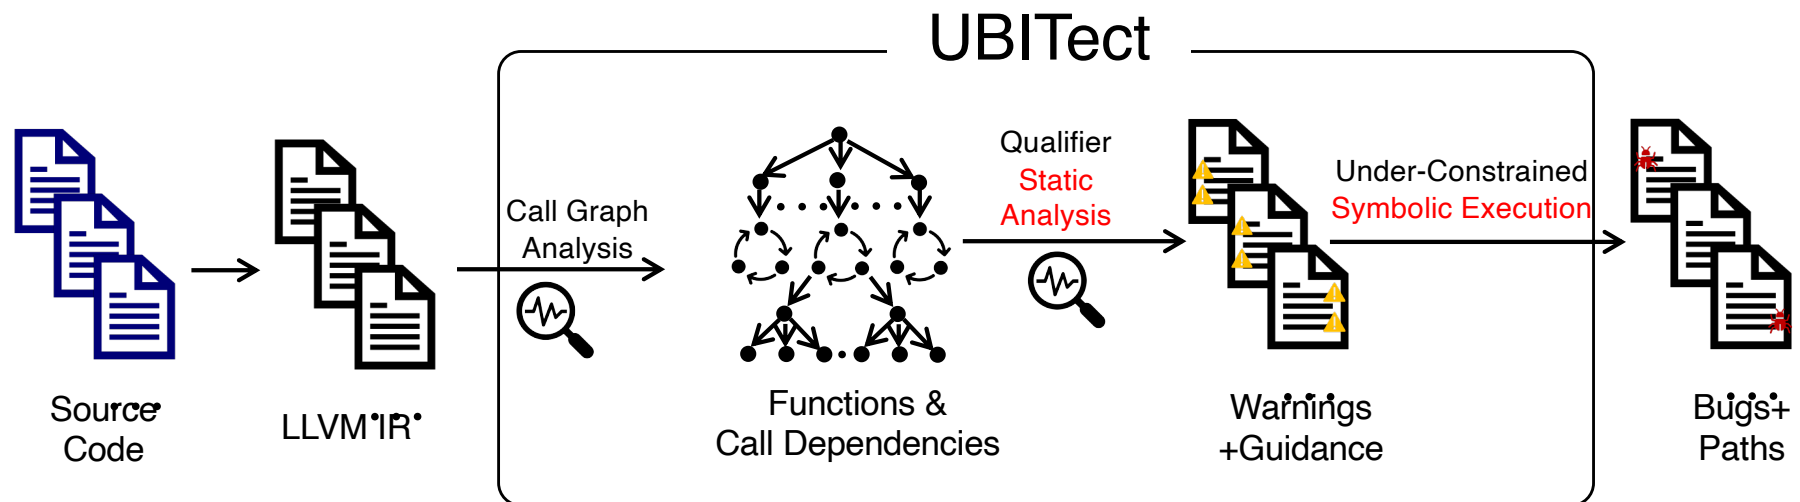 UBITect
Call Graph
Analysis
Qualifier
Static
Analysis
Under-Constrained
Symbolic Execution
Source
Code
LLVM IR
Functions &
Call Dependencies
Warnings
+Guidance
Bugs+
Paths